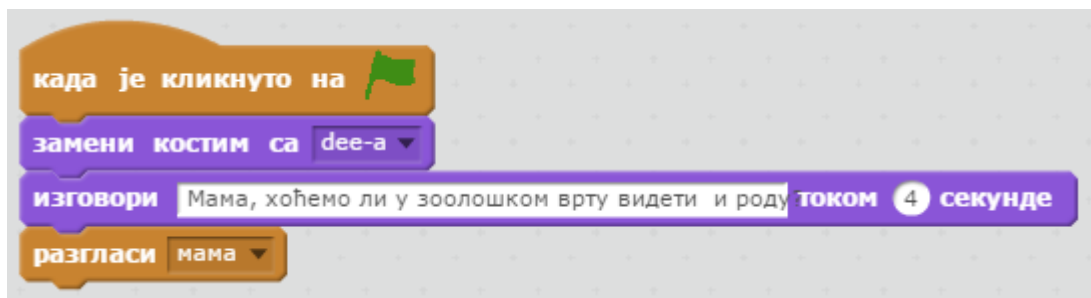 када је кликнуто на
замени костим са dee-a
изговори Мама, хоћемо ли у зоолошком врту видети и роду? током 4 секунде
разгласи мама